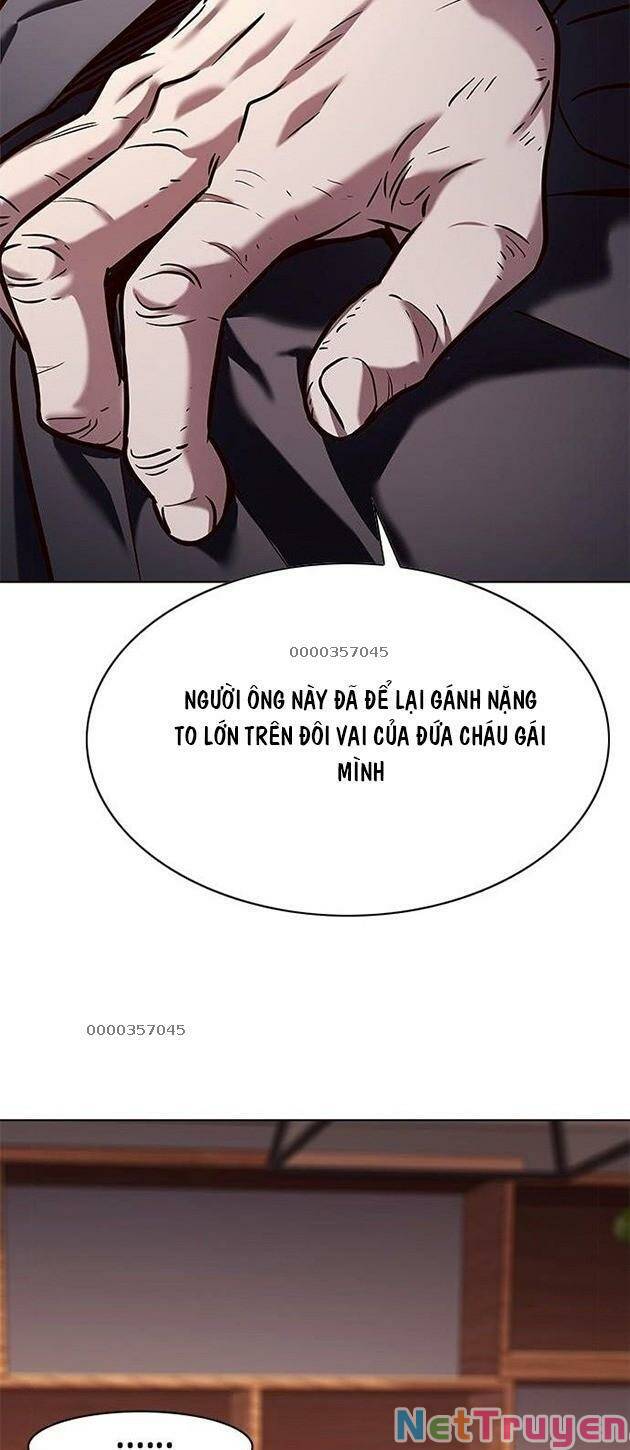 0000357045
NGƯỜI ÔNG NÀY ĐÃ ĐỂ LẠI GÁNH NẶNG
TO LỚN TRÊN ĐÔI VAI CỦA ĐỨA CHÁU GÁI
MÌNH
0000357045
......
NetTruyen